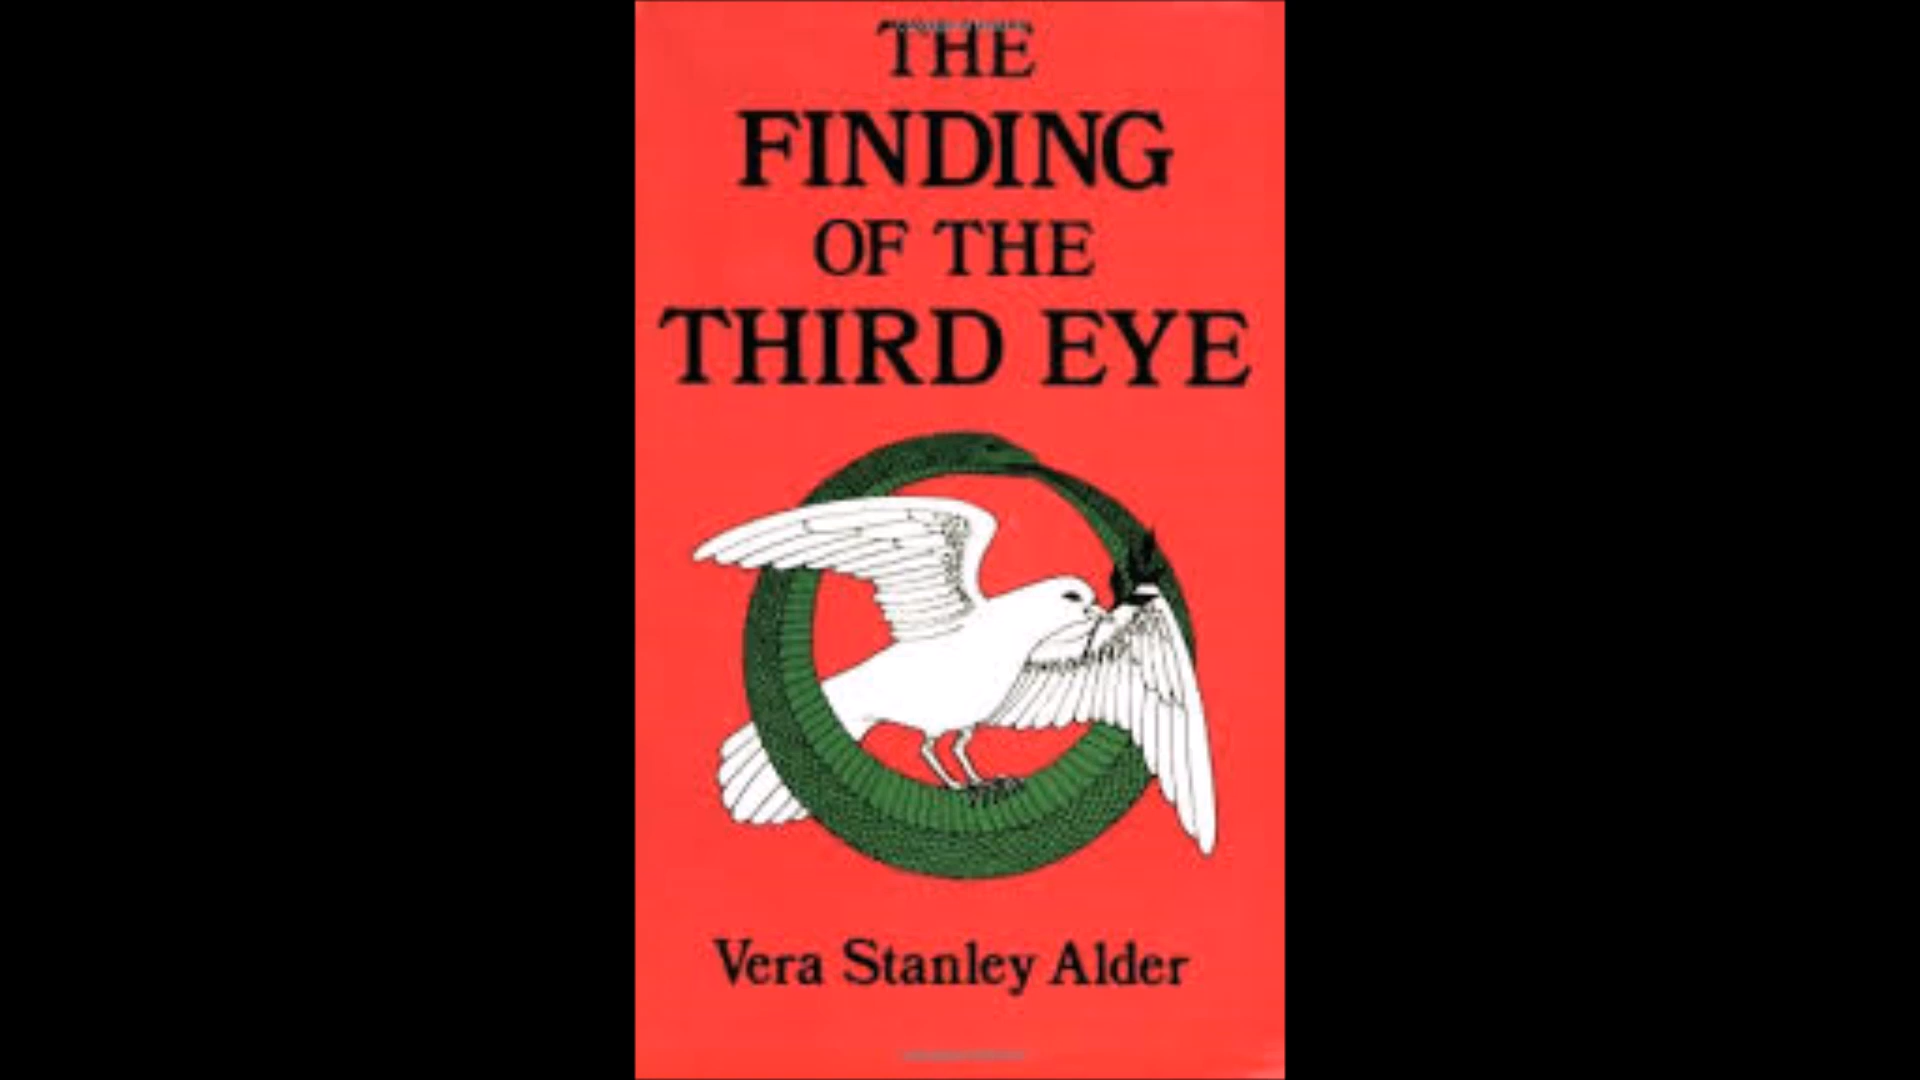 THE
FINDING
OF THE
THIRD EYE
Vera Stanley Alder